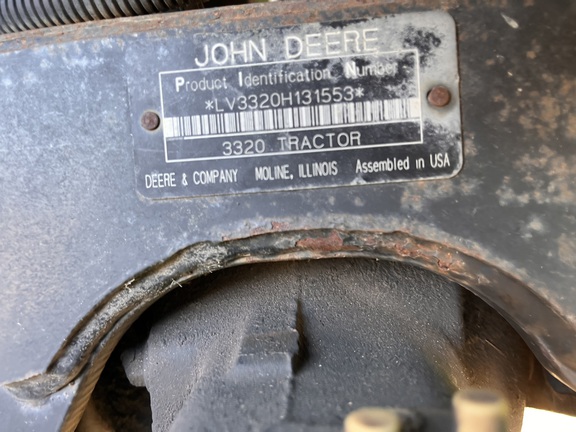 JOHN DEERE
Product Identification Number
*LV3320H131553*
3320 TRACTOR
DEERE & COMPANY MOLINE, ILLINOIS Assembled in USA